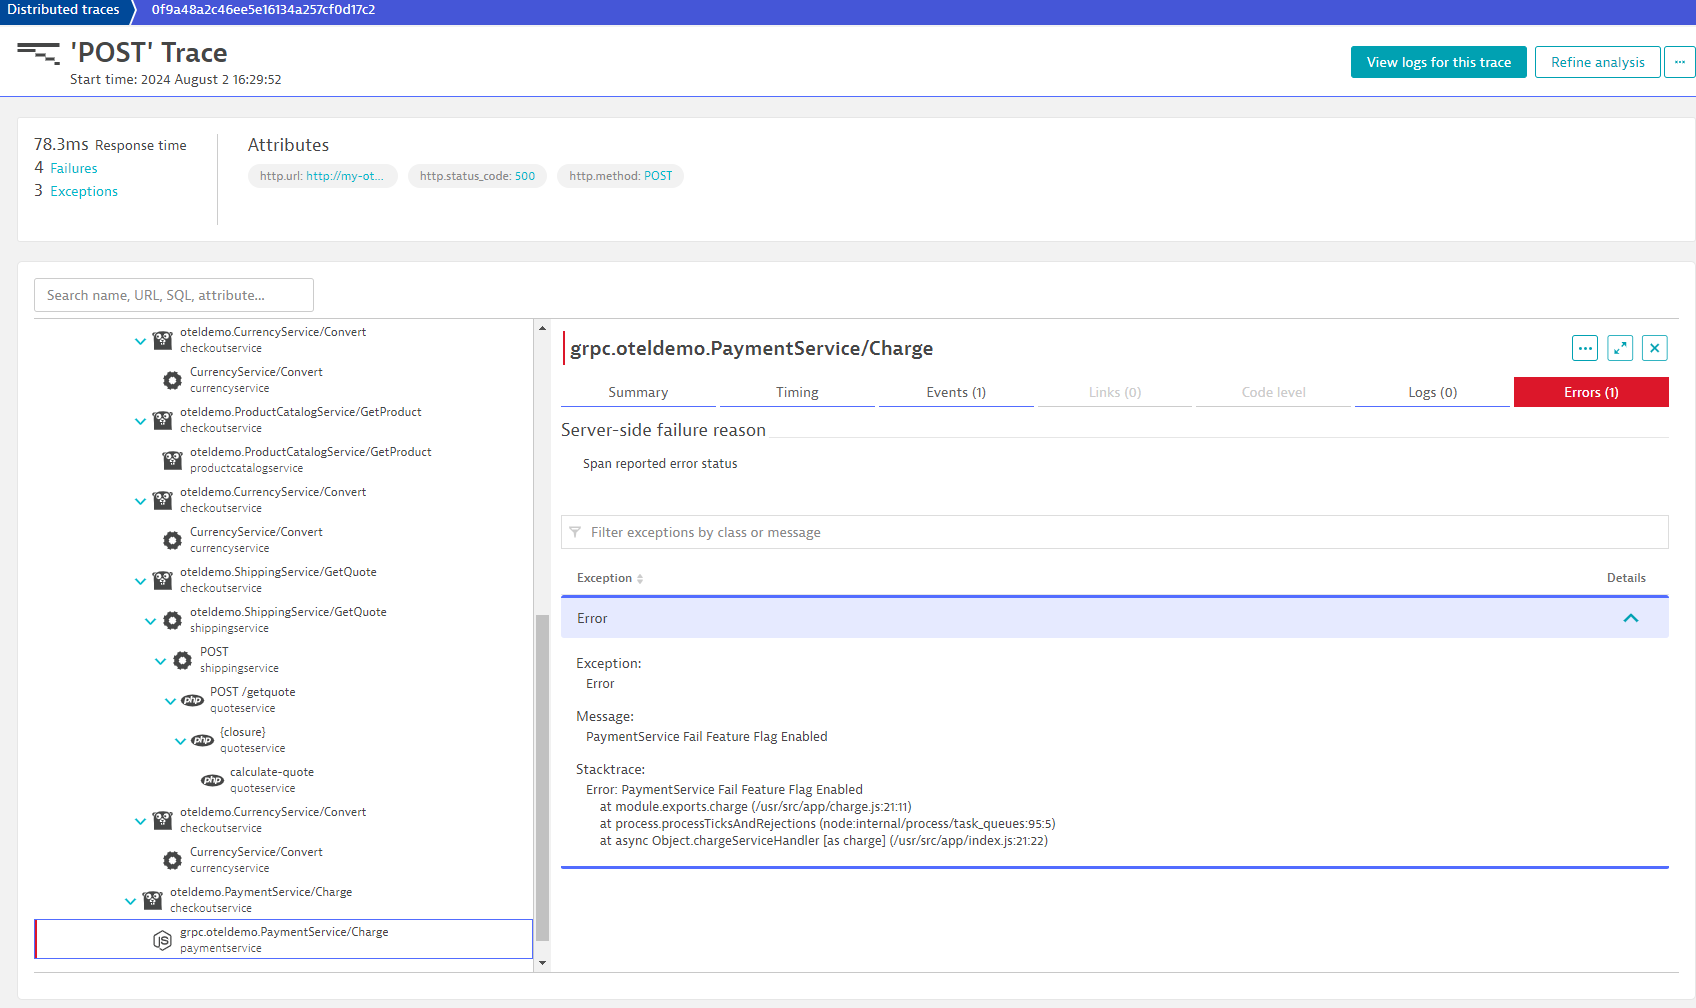 Distributed traces
0f9a48a2c46ee5e16134a257cf0d17c2
'POST' Trace
Start time: 2024 August 2 16:29:52
View logs for this trace
Refine analysis
...
78.3ms Response time
4 Failures
3 Exceptions
Attributes
http.url: http://my-ot...
http.status_code: 500
http.method: POST
Search name, URL, SQL, attribute...
oteldemo.CurrencyService/Convert
checkoutservice
CurrencyService/Convert
currencyservice
oteldemo.ProductCatalogService/GetProduct
checkoutservice
oteldemo.ProductCatalogService/GetProduct
productcatalogservice
oteldemo.CurrencyService/Convert
checkoutservice
CurrencyService/Convert
currencyservice
oteldemo.ShippingService/GetQuote
checkoutservice
oteldemo.ShippingService/GetQuote
shippingservice
POST
shippingservice
php
POST /getquote
quoteservice
php
{closure}
quoteservice
php
calculate-quote
quoteservice
oteldemo.CurrencyService/Convert
checkoutservice
CurrencyService/Convert
currencyservice
oteldemo.PaymentService/Charge
checkoutservice
JS
grpc.oteldemo.PaymentService/Charge
paymentservice
grpc.oteldemo.PaymentService/Charge
...
Summary
Timing
Events (1)
Links (0)
Code level
Logs (0)
Errors (1)
Server-side failure reason
Span reported error status
Filter exceptions by class or message
Exception
Details
Error
Exception:
Error
Message:
PaymentService Fail Feature Flag Enabled
Stacktrace:
Error: PaymentService Fail Feature Flag Enabled
at module.exports.charge (/usr/src/app/charge.js:21:11)
at process.processTicksAndRejections (node:internal/process/task_queues:95:5)
at async Object.chargeServiceHandler [as charge] (/usr/src/app/index.js:21:22)